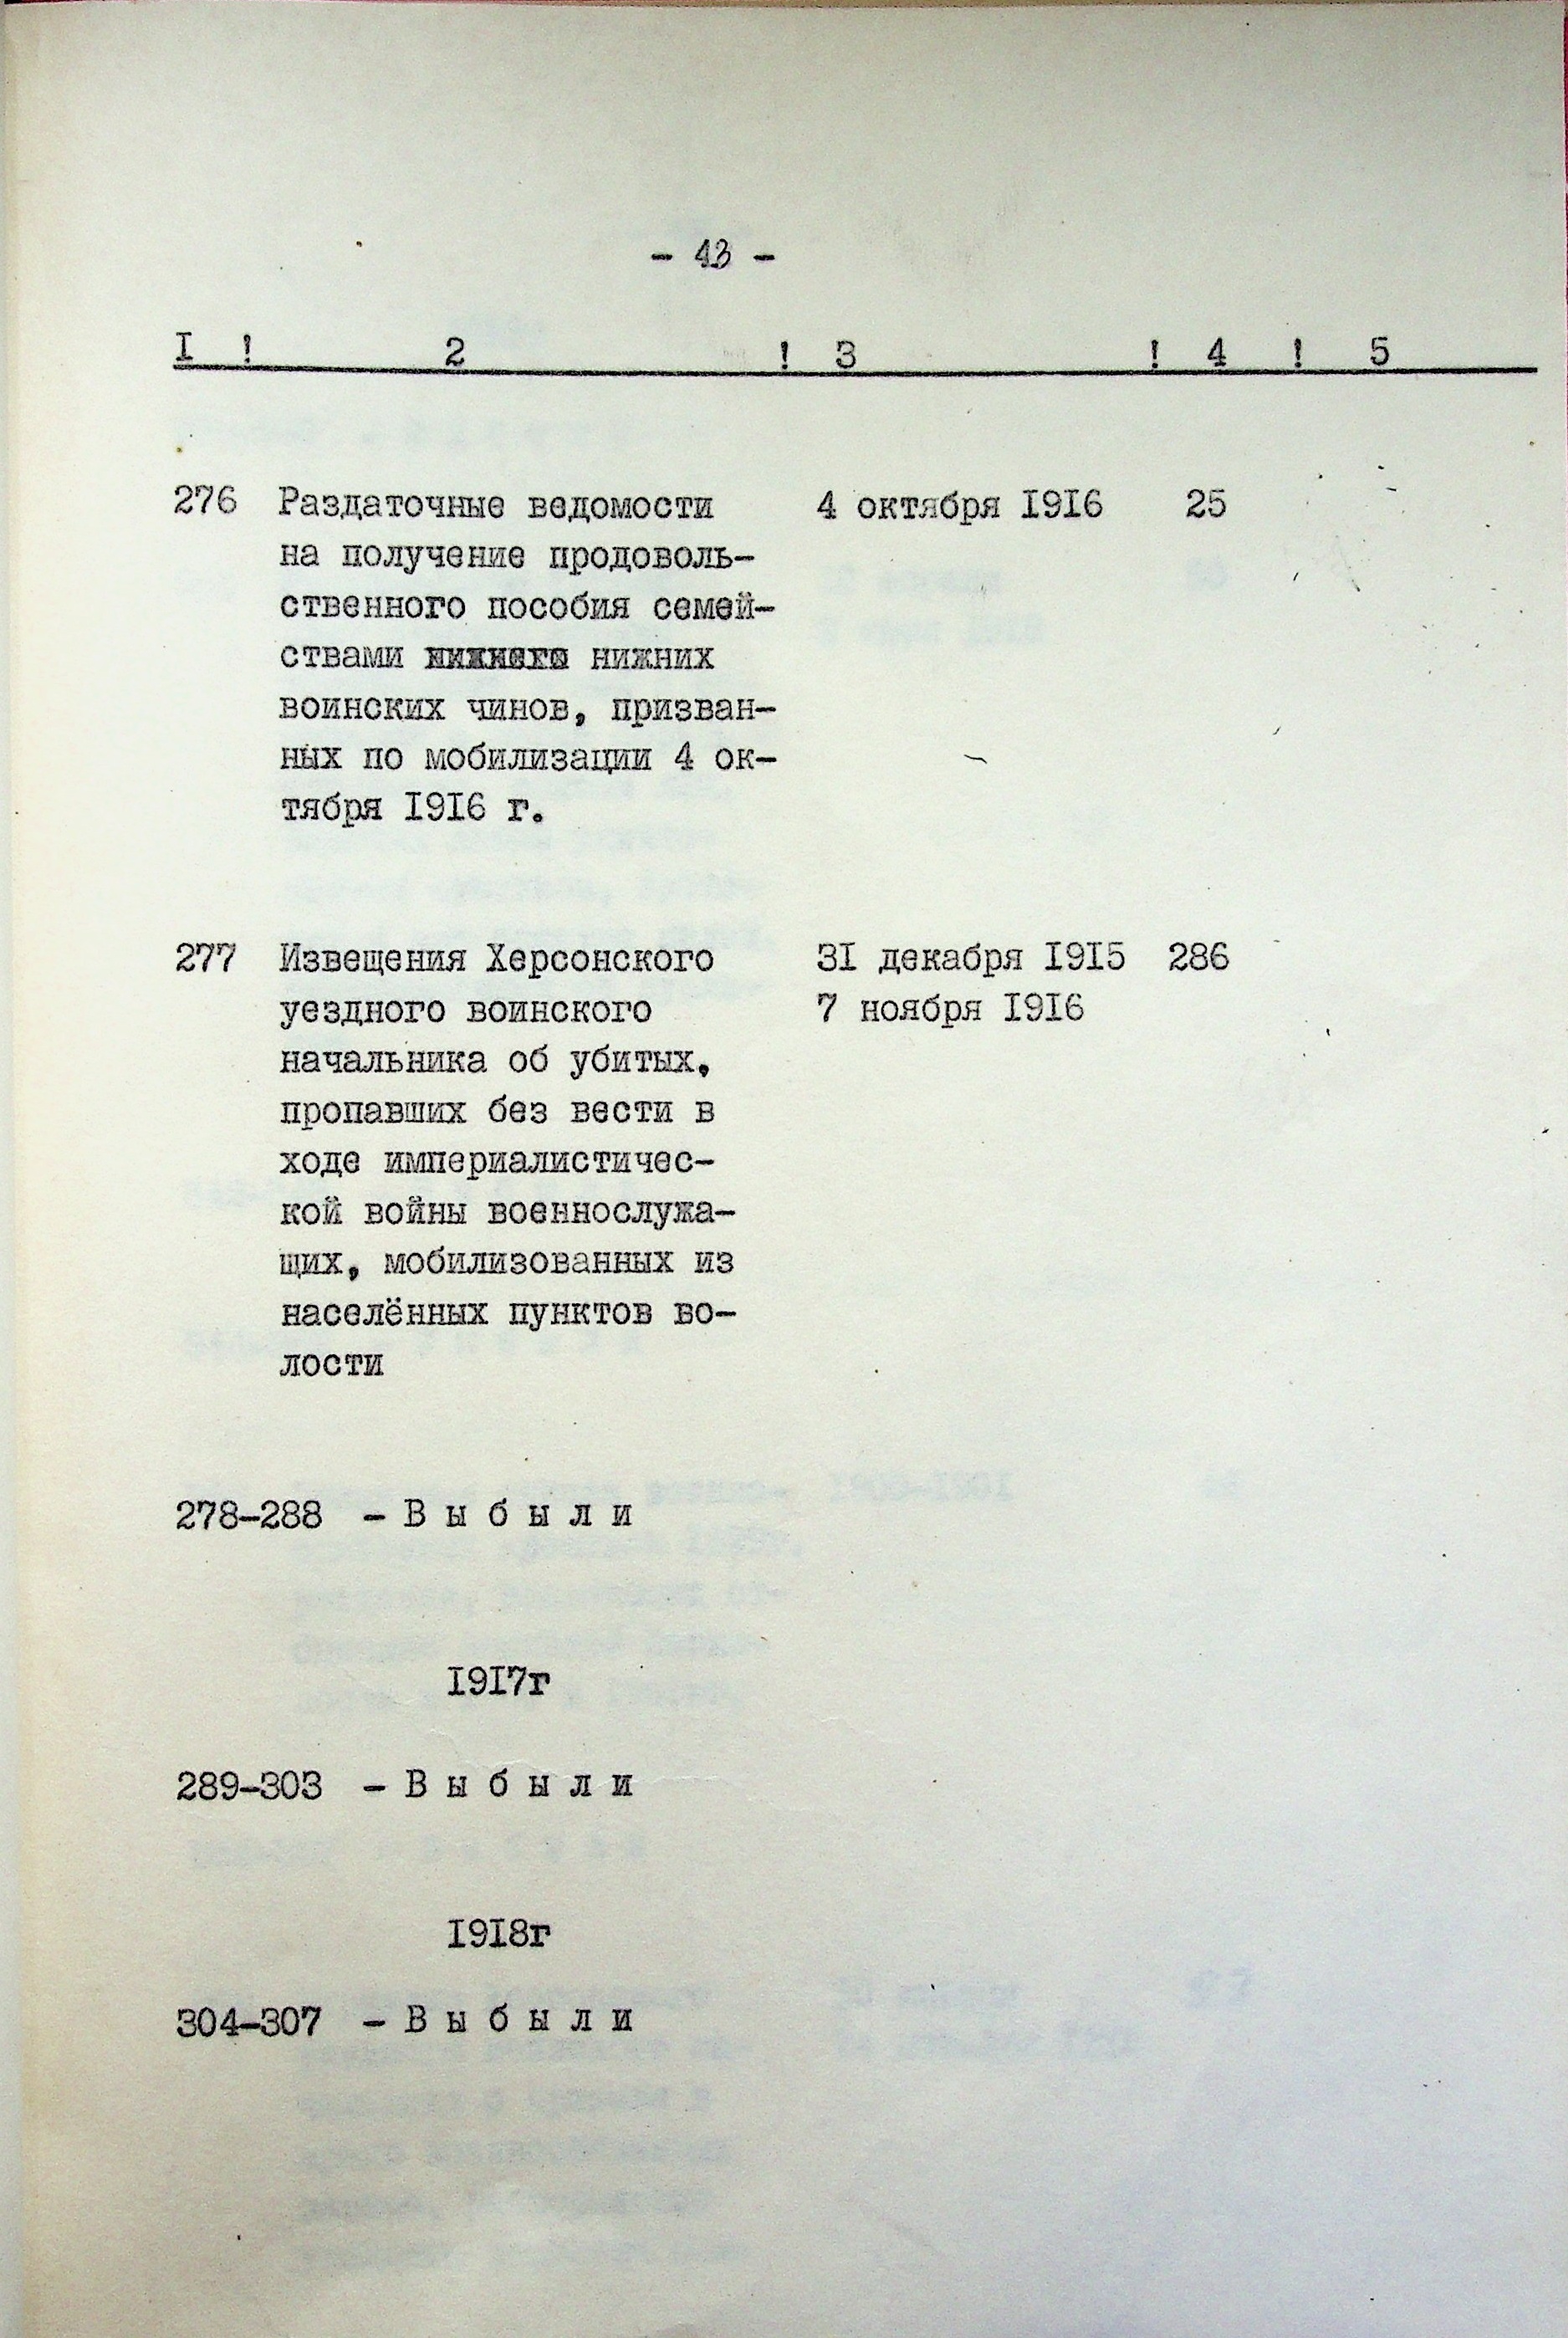 - 43 -
I ! 2 ! 3 ! 4 ! 5
276 Раздаточные ведомости 4 октября I9I6 25
на получение продоволь-
ственного пособия семей-
ствами нижнего нижних
воинских чинов, призван-
ных по мобилизации 4 ок-
тября I9I6 г.
277 Извещения Херсонского 3I декабря I9I5 286
уездного воинского 7 ноября I9I6
начальника об убитых,
пропавших без вести в
ходе империалистичес-
кой войны военнослужа-
щих, мобилизованных из
населённых пунктов во-
лости
278-288 - В ы б ы л и
I9I7г
289-303 - В ы б ы л и
I9I8г
304-307 - В ы б ы л и